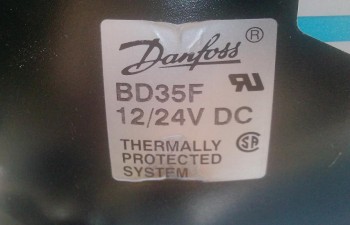 Danfoss ®
BD35F
12/24V DC
THERMALLY
PROTECTED
SYSTEM